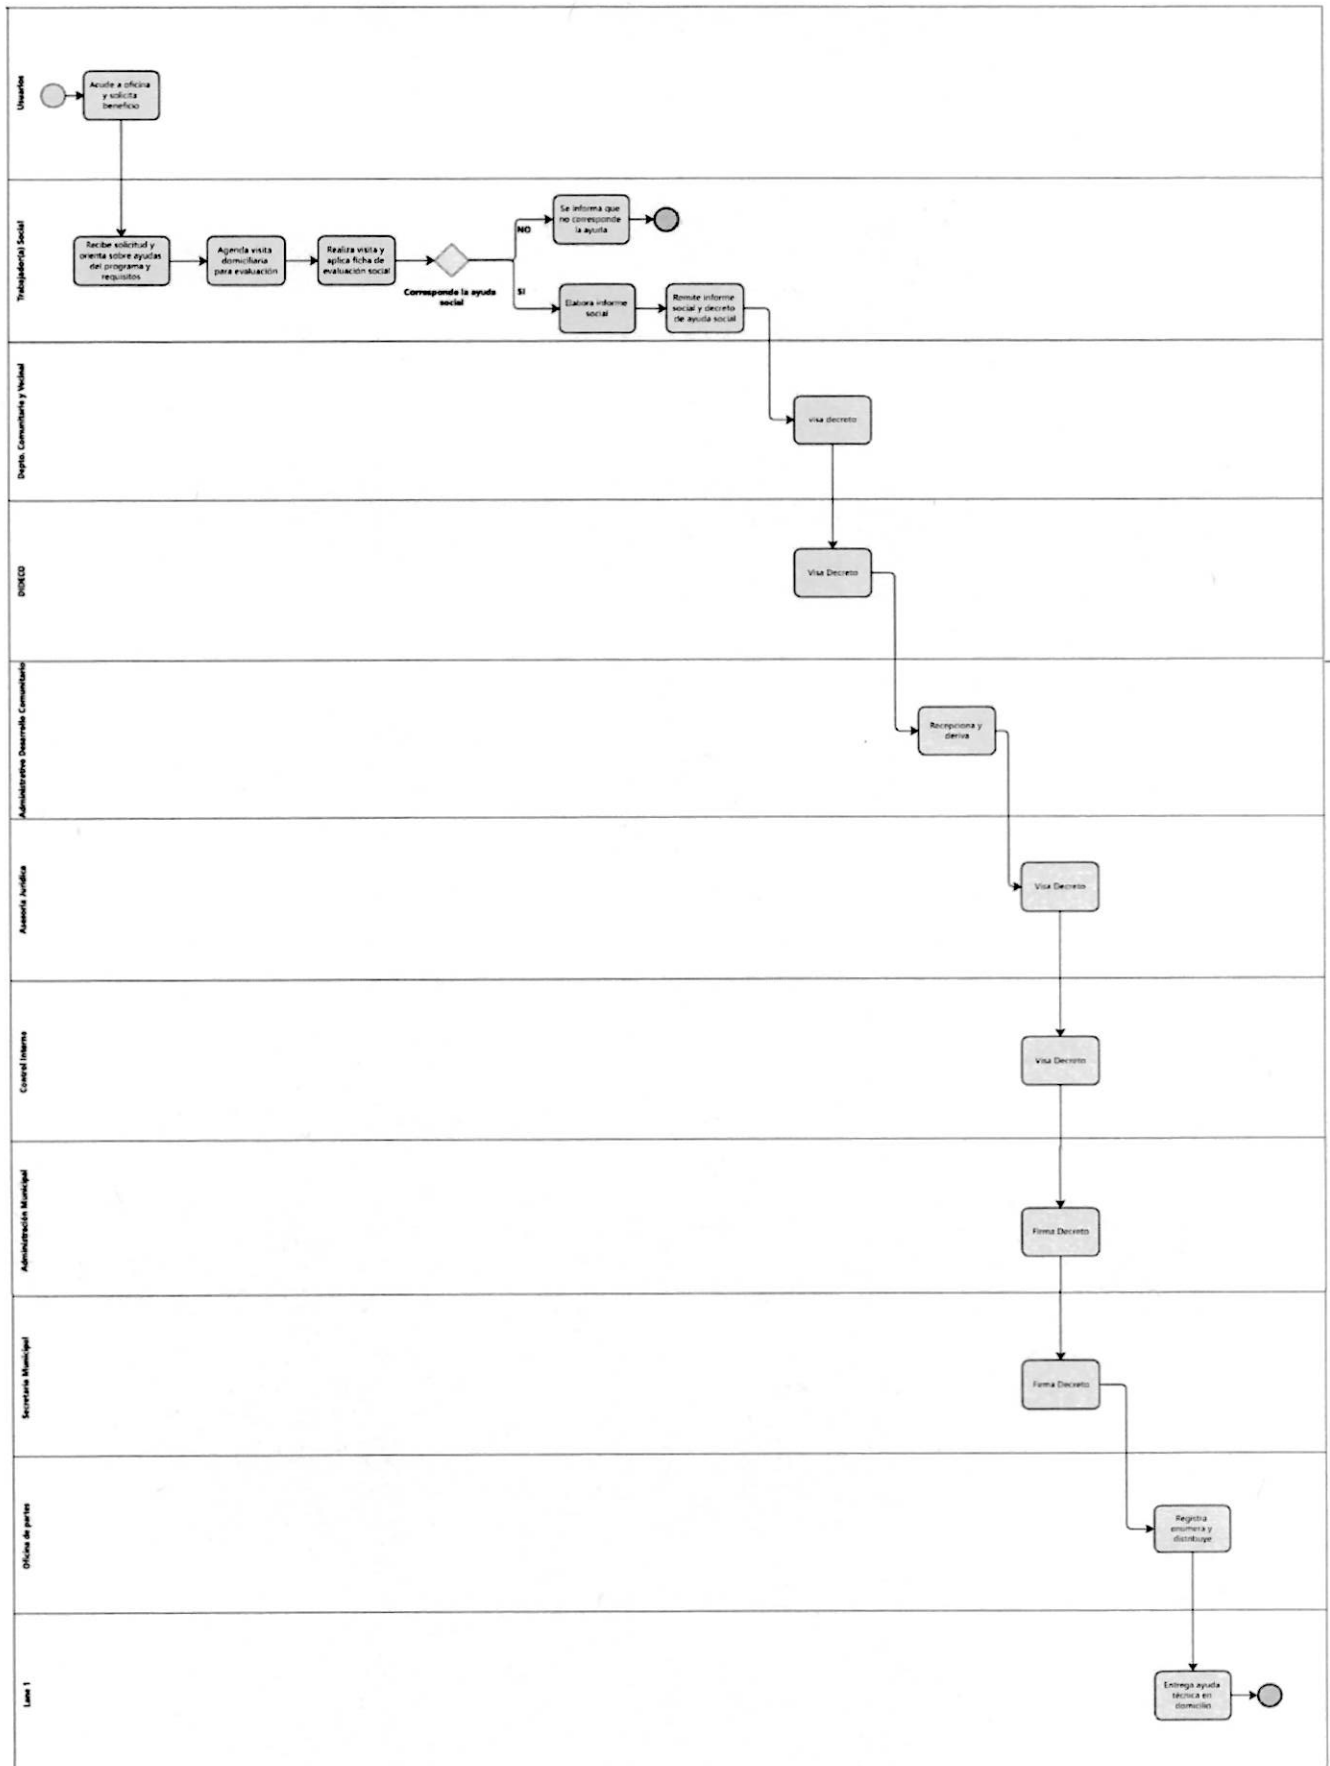 Usuarios
Acude a oficina
y solicita
beneficio
Trabajador(a) Social
Recibe solicitud y
orienta sobre ayudas
del programa y
requisitos
Agenda visita
domiciliaria
para evaluación
Realiza visita y
aplica ficha de
evaluación social
Corresponde la ayuda
social
NO
Se informa que
no corresponde
la ayuda
SI
Elabora informe
social
Remite informe
social y decreto
de ayuda social
Depto. Comunitario y Vecinal
visa decreto
DIDECO
Visa Decreto
Administrativo Desarrollo Comunitario
Recepciona y
deriva
Asesoría Jurídica
Visa Decreto
Control Interno
Visa Decreto
Administración Municipal
Firma Decreto
Secretaria Municipal
Firma Decreto
Oficina de partes
Registra
enumera y
distribuye
Lane 1
Entrega ayuda
técnica en
domicilio